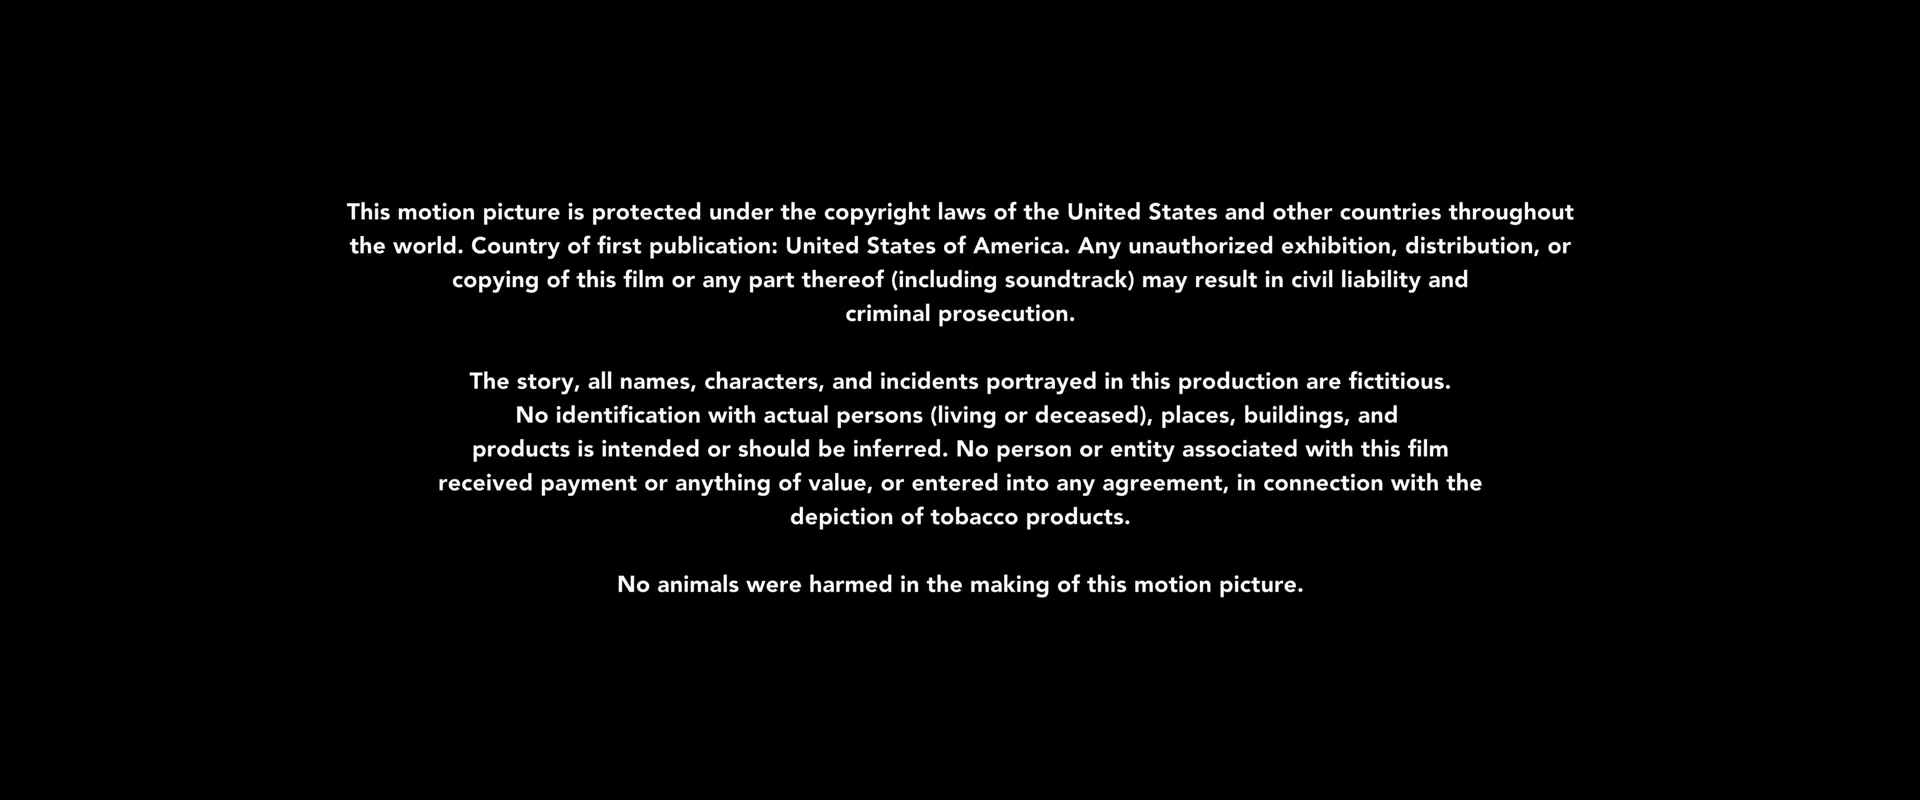 This motion picture is protected under the copyright laws of the United States and other countries throughout
the world. Country of first publication: United States of America. Any unauthorized exhibition, distribution, or
copying of this film or any part thereof (including soundtrack) may result in civil liability and
criminal prosecution.
The story, all names, characters, and incidents portrayed in this production are fictitious.
No identification with actual persons (living or deceased), places, buildings, and
products is intended or should be inferred. No person or entity associated with this film
received payment or anything of value, or entered into any agreement, in connection with the
depiction of tobacco products.
No animals were harmed in the making of this motion picture.